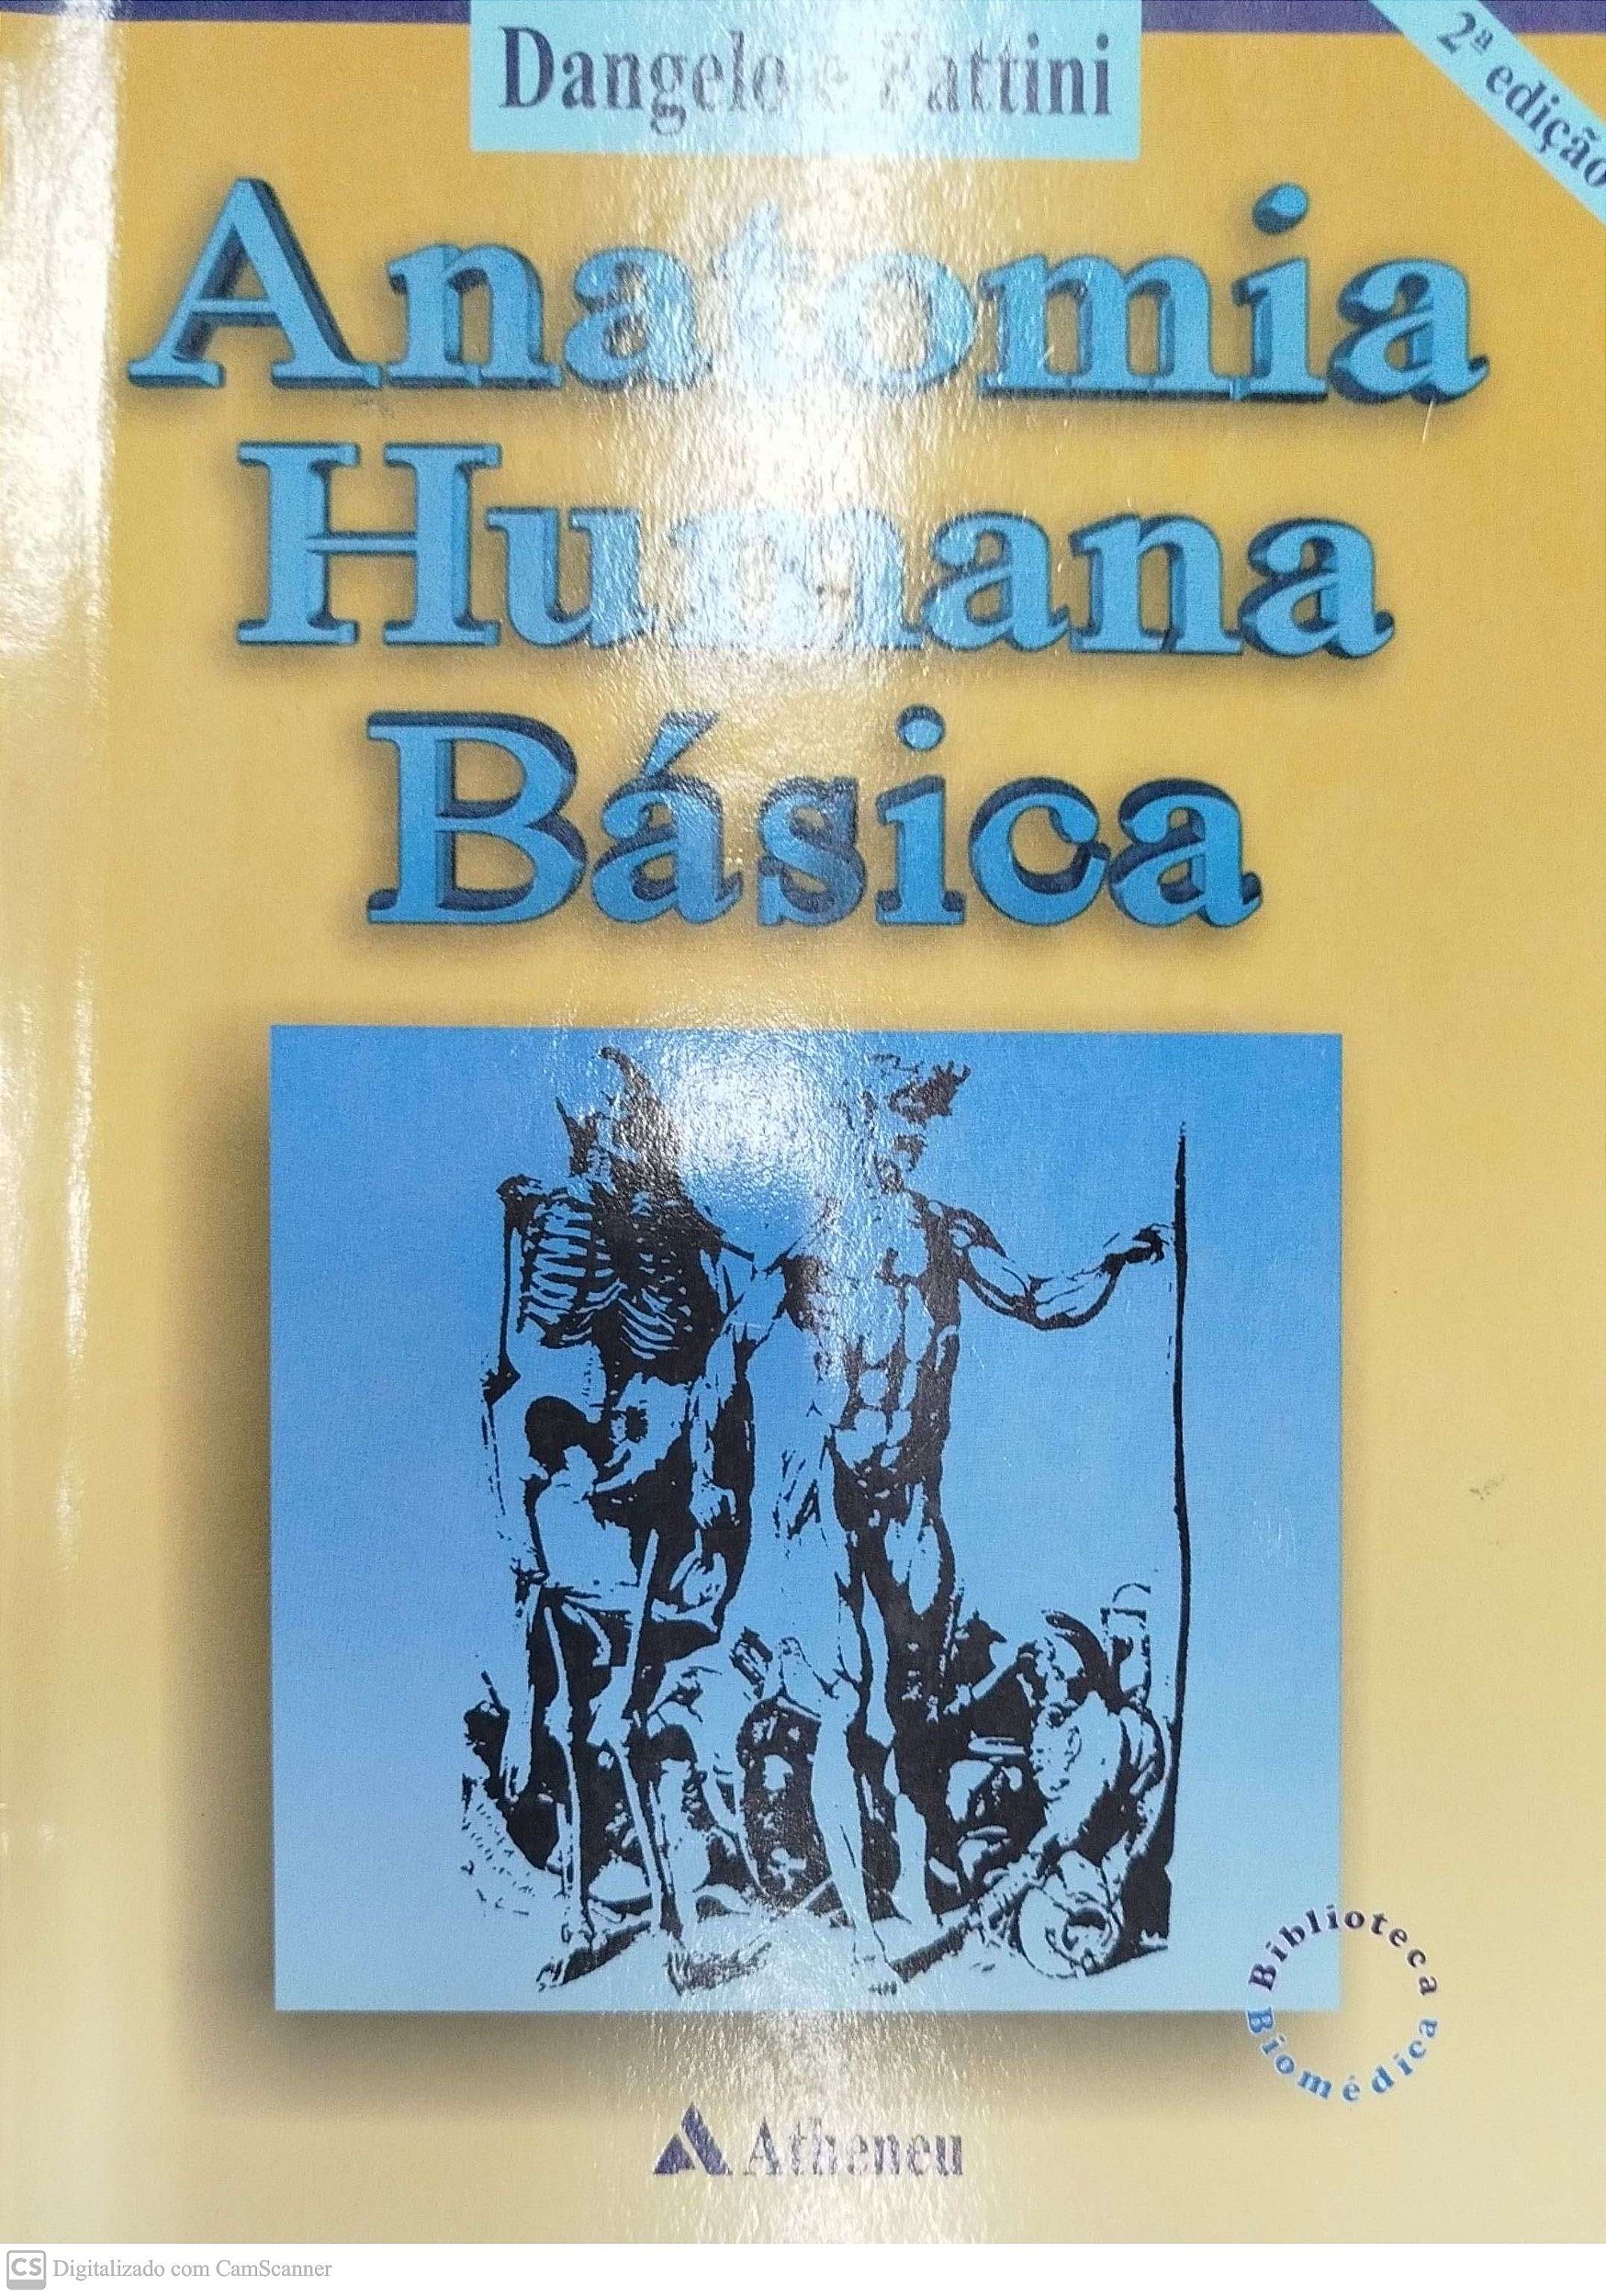 Dangelo e Fattini
2ª edição
Anatomia
Humana
Básica
Biblioteca
Biomédica
Atheneu
CS Digitalizado com CamScanner